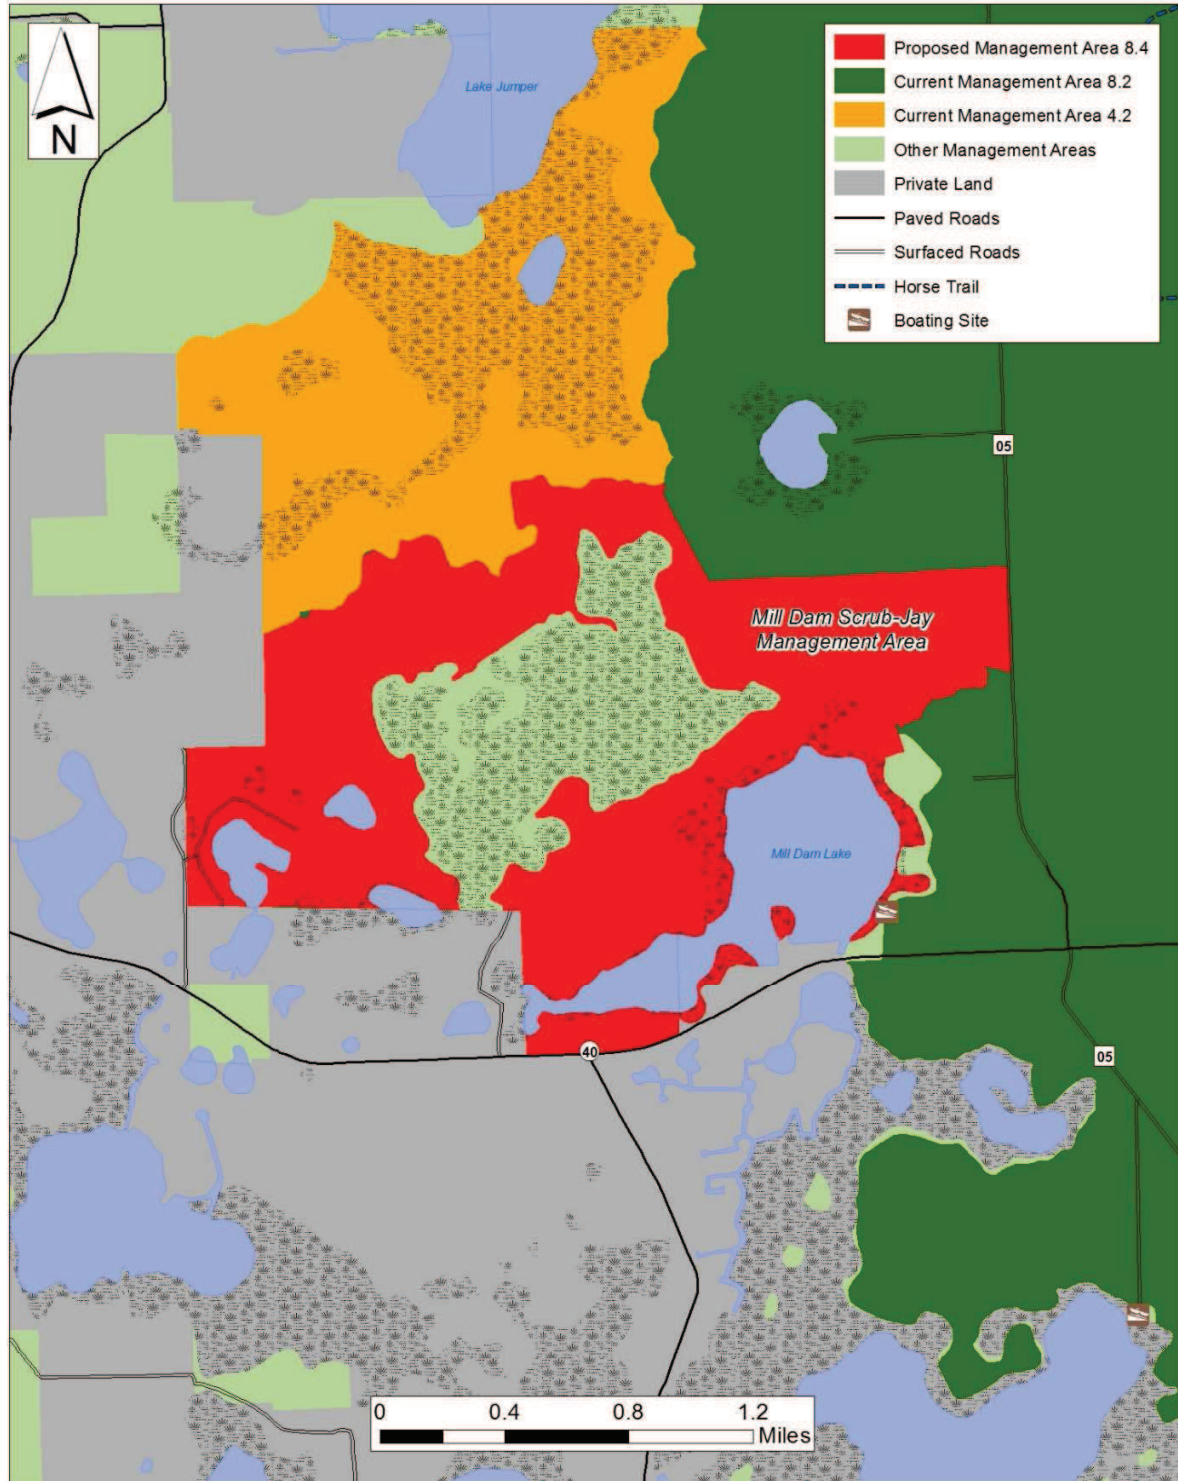 N
Lake Jumper
Proposed Management Area 8.4
Current Management Area 8.2
Current Management Area 4.2
Other Management Areas
Private Land
Paved Roads
Surfaced Roads
Horse Trail
Boating Site
05
Mill Dam Scrub-Jay
Management Area
Mill Dam Lake
40
05
0 0.4 0.8 1.2
Miles